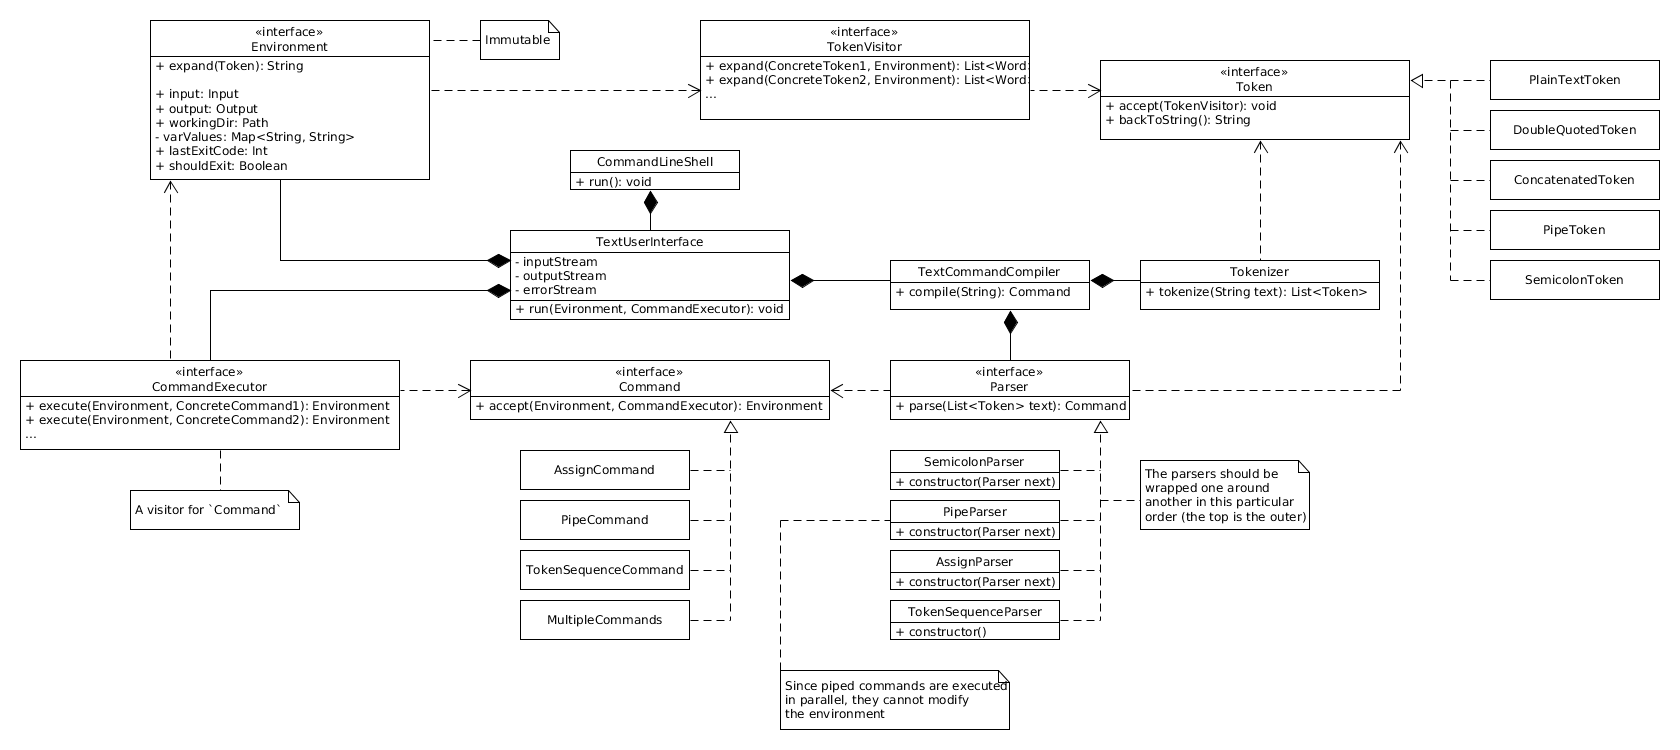 «interface»
Environment
+ expand(Token): String
+ input: Input
+ output: Output
+ workingDir: Path
- varValues: Map<String, String>
+ lastExitCode: Int
+ shouldExit: Boolean
Immutable
«interface»
TokenVisitor
+ expand(ConcreteToken1, Environment): List<Word>
+ expand(ConcreteToken2, Environment): List<Word>
...
«interface»
Token
+ accept(TokenVisitor): void
+ backToString(): String
PlainTextToken
DoubleQuotedToken
ConcatenatedToken
PipeToken
SemicolonToken
CommandLineShell
+ run(): void
TextUserInterface
- inputStream
- outputStream
- errorStream
+ run(Evironment, CommandExecutor): void
TextCommandCompiler
+ compile(String): Command
Tokenizer
+ tokenize(String text): List<Token>
«interface»
CommandExecutor
+ execute(Environment, ConcreteCommand1): Environment
+ execute(Environment, ConcreteCommand2): Environment
...
A visitor for `Command`
«interface»
Command
+ accept(Environment, CommandExecutor): Environment
AssignCommand
PipeCommand
TokenSequenceCommand
MultipleCommands
«interface»
Parser
+ parse(List<Token> text): Command
SemicolonParser
+ constructor(Parser next)
PipeParser
+ constructor(Parser next)
AssignParser
+ constructor(Parser next)
TokenSequenceParser
+ constructor()
The parsers should be
wrapped one around
another in this particular
order (the top is the outer)
Since piped commands are executed
in parallel, they cannot modify
the environment